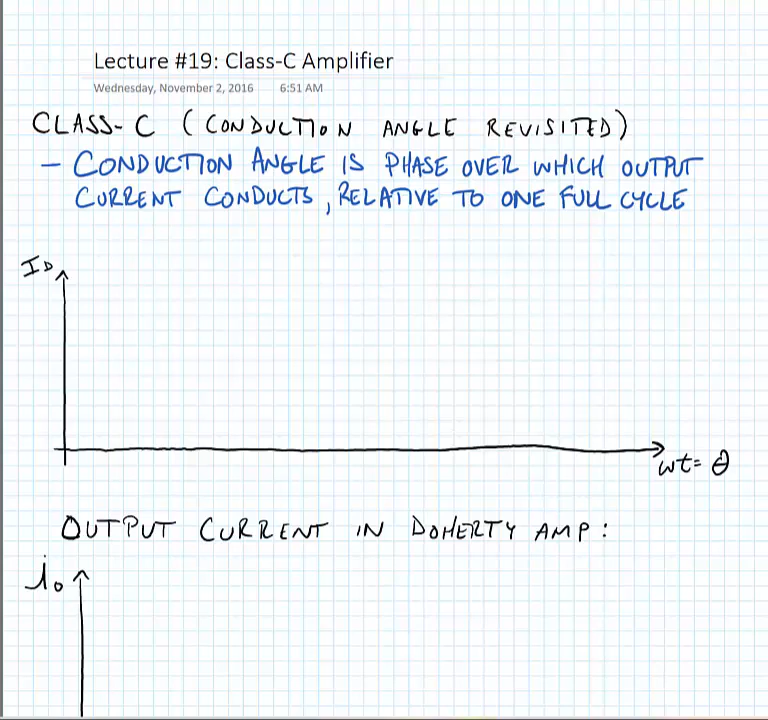 Lecture #19: Class-C Amplifier
Wednesday, November 2, 2016 6:51 AM
CLASS-C (CONDUCTION ANGLE REVISITED)
— CONDUCTION ANGLE IS PHASE OVER WHICH OUTPUT
CURRENT CONDUCTS, RELATIVE TO ONE FULL CYCLE
ID
ωt= θ
OUTPUT CURRENT IN DOHERTY AMP:
io